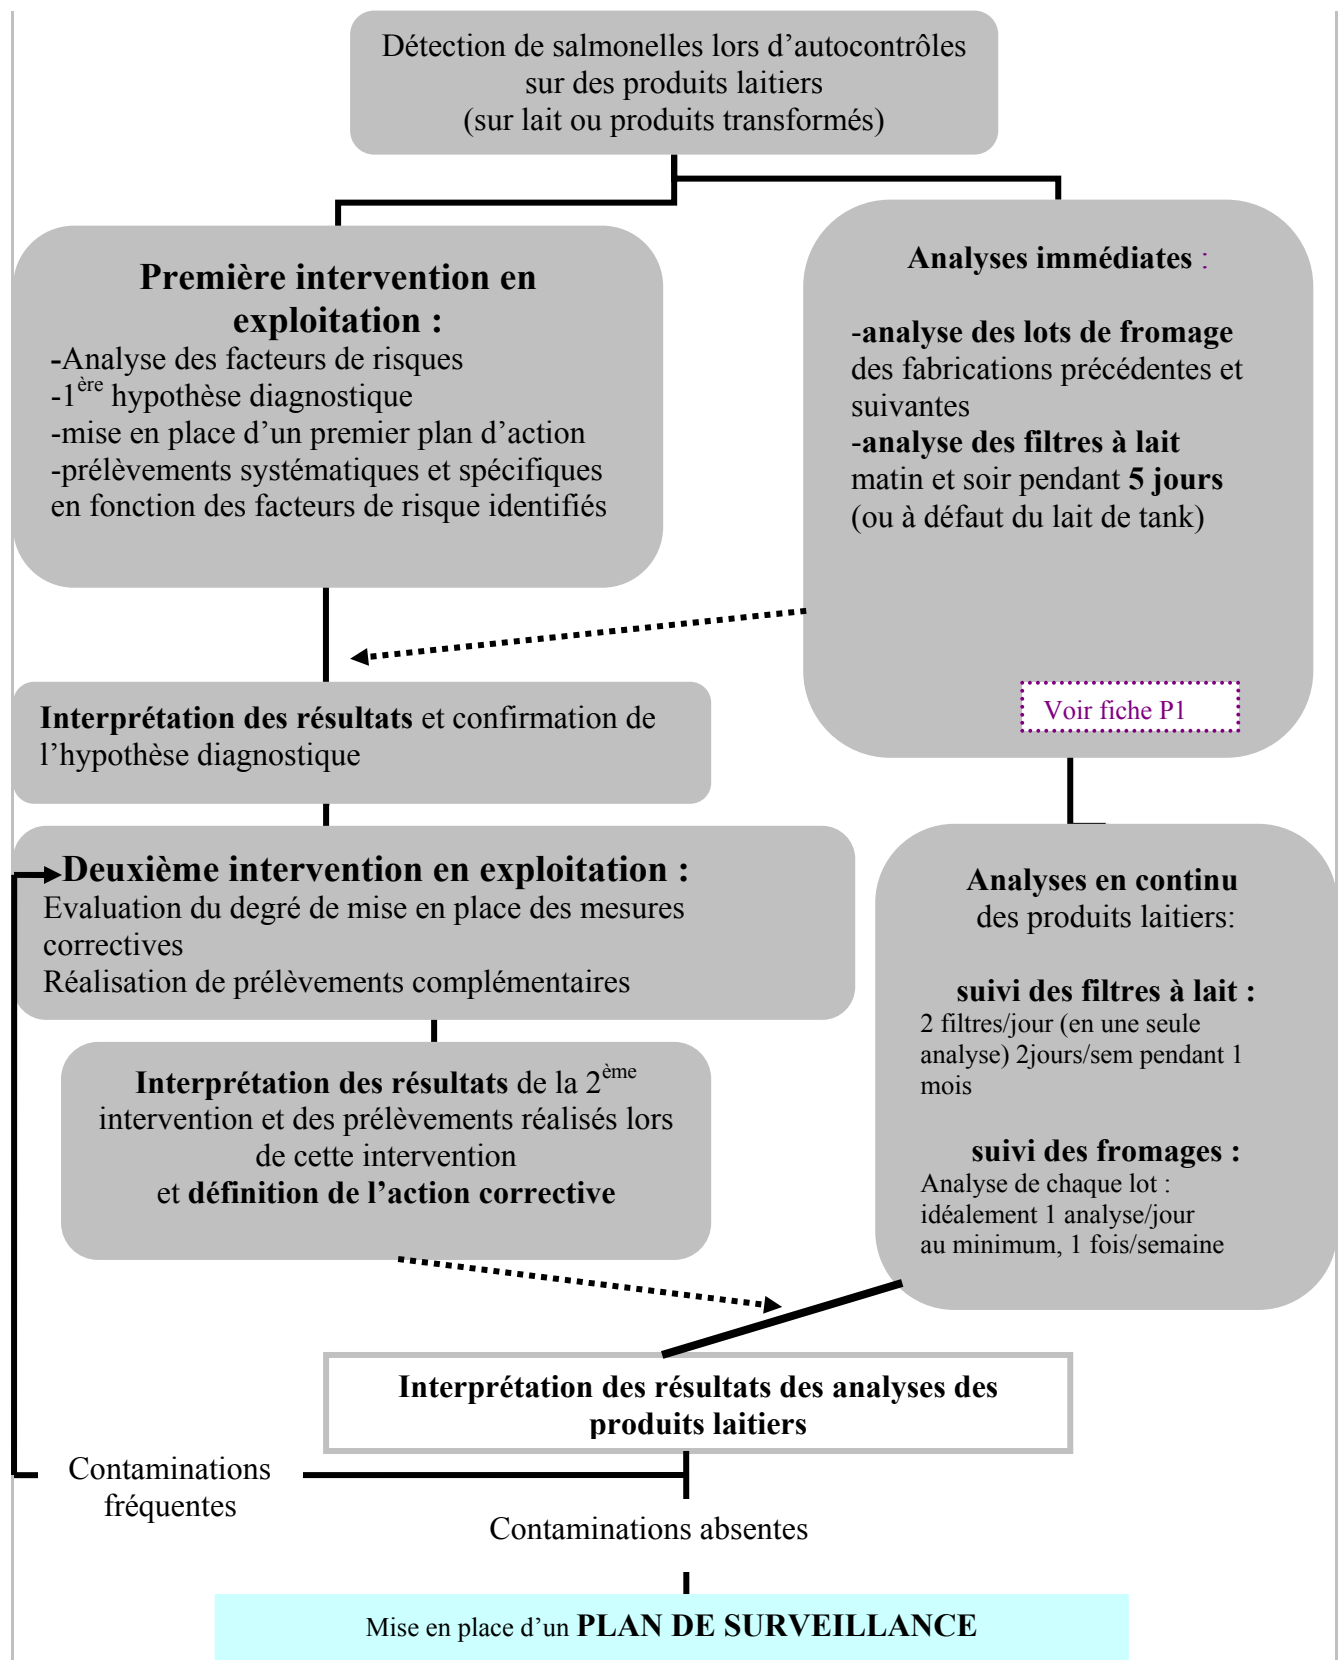 Détection de salmonelles lors d’autocontrôles
sur des produits laitiers
(sur lait ou produits transformés)
Première intervention en
exploitation :
-Analyse des facteurs de risques
-1ère hypothèse diagnostique
-mise en place d’un premier plan d’action
-prélèvements systématiques et spécifiques
en fonction des facteurs de risque identifiés
Analyses immédiates :
-analyse des lots de fromage
des fabrications précédentes et
suivantes
-analyse des filtres à lait
matin et soir pendant 5 jours
(ou à défaut du lait de tank)
Voir fiche P1
Interprétation des résultats et confirmation de
l’hypothèse diagnostique
Deuxième intervention en exploitation :
Evaluation du degré de mise en place des mesures
correctives
Réalisation de prélèvements complémentaires
Analyses en continu
des produits laitiers:
suivi des filtres à lait :
2 filtres/jour (en une seule
analyse) 2jours/sem pendant 1
mois
suivi des fromages :
Analyse de chaque lot :
idéalement 1 analyse/jour
au minimum, 1 fois/semaine
Interprétation des résultats de la 2ème
intervention et des prélèvements réalisés lors
de cette intervention
et définition de l’action corrective
Interprétation des résultats des analyses des
produits laitiers
Contaminations
fréquentes
Contaminations absentes
Mise en place d’un PLAN DE SURVEILLANCE